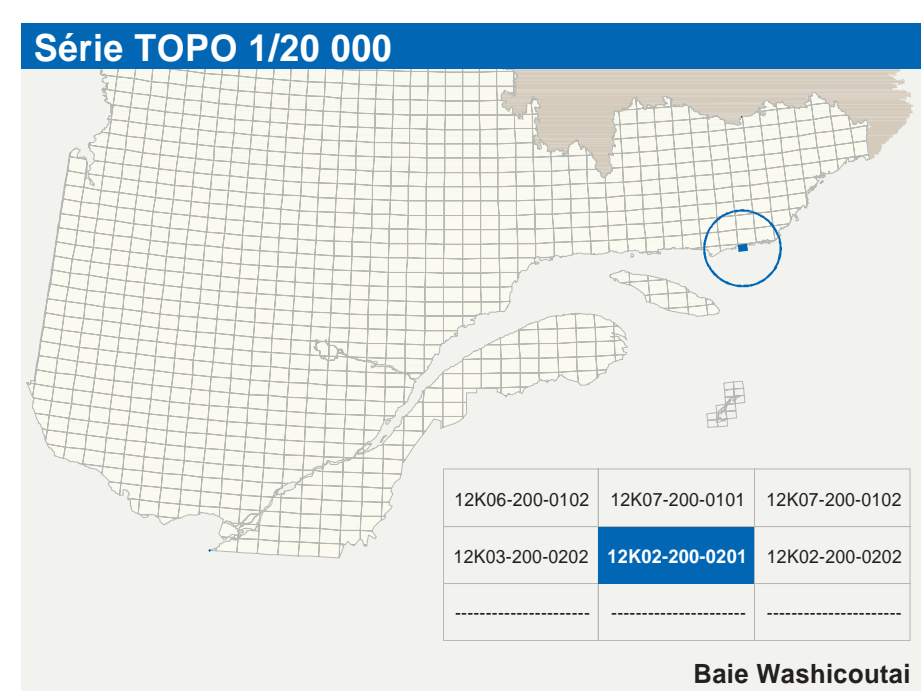 Série TOPO 1/20 000
12K06-200-0102 12K07-200-0101 12K07-200-0102
12K03-200-0202 12K02-200-0201 12K02-200-0202
---------------------- ---------------------- ----------------------
Baie Washicoutai